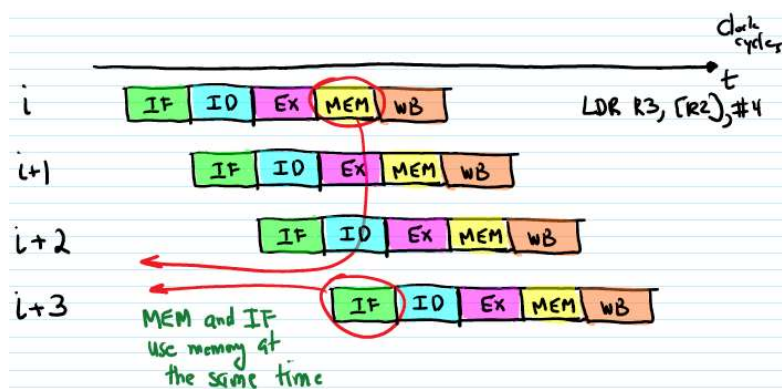 clock
cycles
t
i IF ID Ex MEM WB LDR R3, [R2], #4
i+1 IF ID Ex MEM WB
i+2 IF ID Ex MEM WB
i+3 IF ID Ex MEM WB
MEM and IF
use memory at
the same time